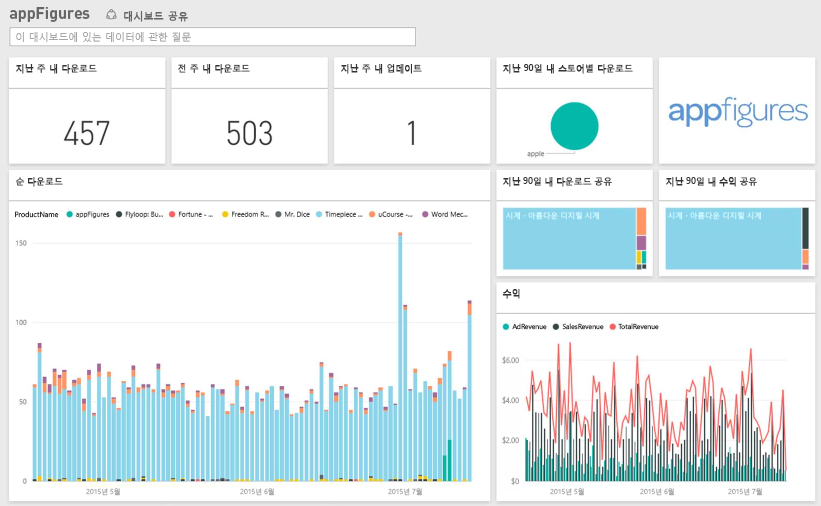 appFigures 대시보드 공유
이 대시보드에 있는 데이터에 관한 질문
지난 주 내 다운로드
457
전 주 내 다운로드
503
지난 주 내 업데이트
1
지난 90일 내 스토어별 다운로드
apple
appfigures
순 다운로드
ProductName appFigures Flyloop: Bu... Fortune - ... Freedom R... Mr. Dice Timepiece ... uCourse -... Word Mec...
150
100
50
0
2015년 5월 2015년 6월 2015년 7월
지난 90일 내 다운로드 공유
시계 - 아름다운 디지털 시계
지난 90일 내 수익 공유
시계 - 아름다운 디지털 시계
수익
AdRevenue SalesRevenue TotalRevenue
$6.00
$4.00
$2.00
$0
2015년 5월 2015년 6월 2015년 7월